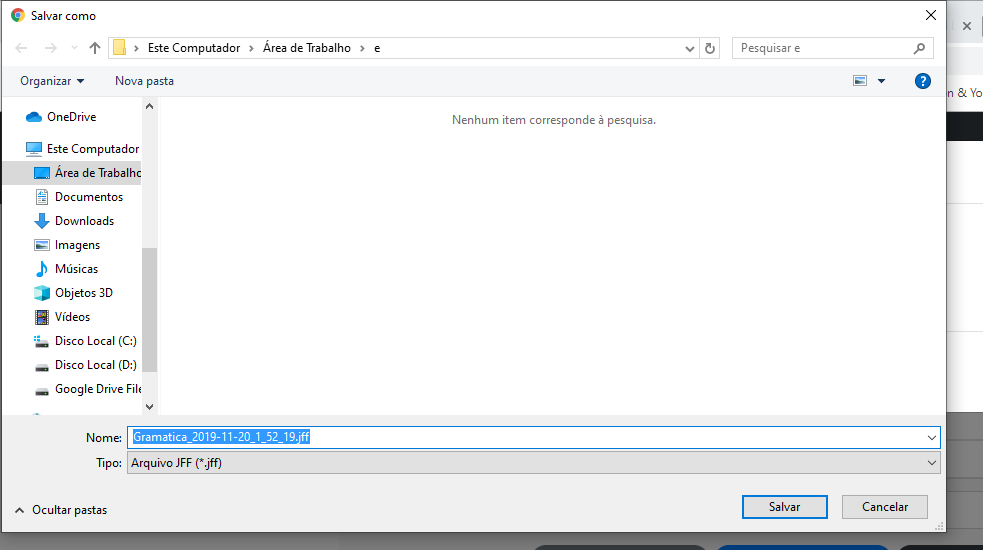 Salvar como
Este Computador > Área de Trabalho > e
Pesquisar e
Organizar
Nova pasta
n & Yo
OneDrive
Nenhum item corresponde à pesquisa.
Este Computador
Área de Trabalho
Documentos
Downloads
Imagens
Músicas
Objetos 3D
Vídeos
Disco Local (C:)
Disco Local (D:)
Google Drive File
Nome: Gramatica_2019-11-20_1_52_19.jff
Tipo: Arquivo JFF (*.jff)
Ocultar pastas
Salvar
Cancelar